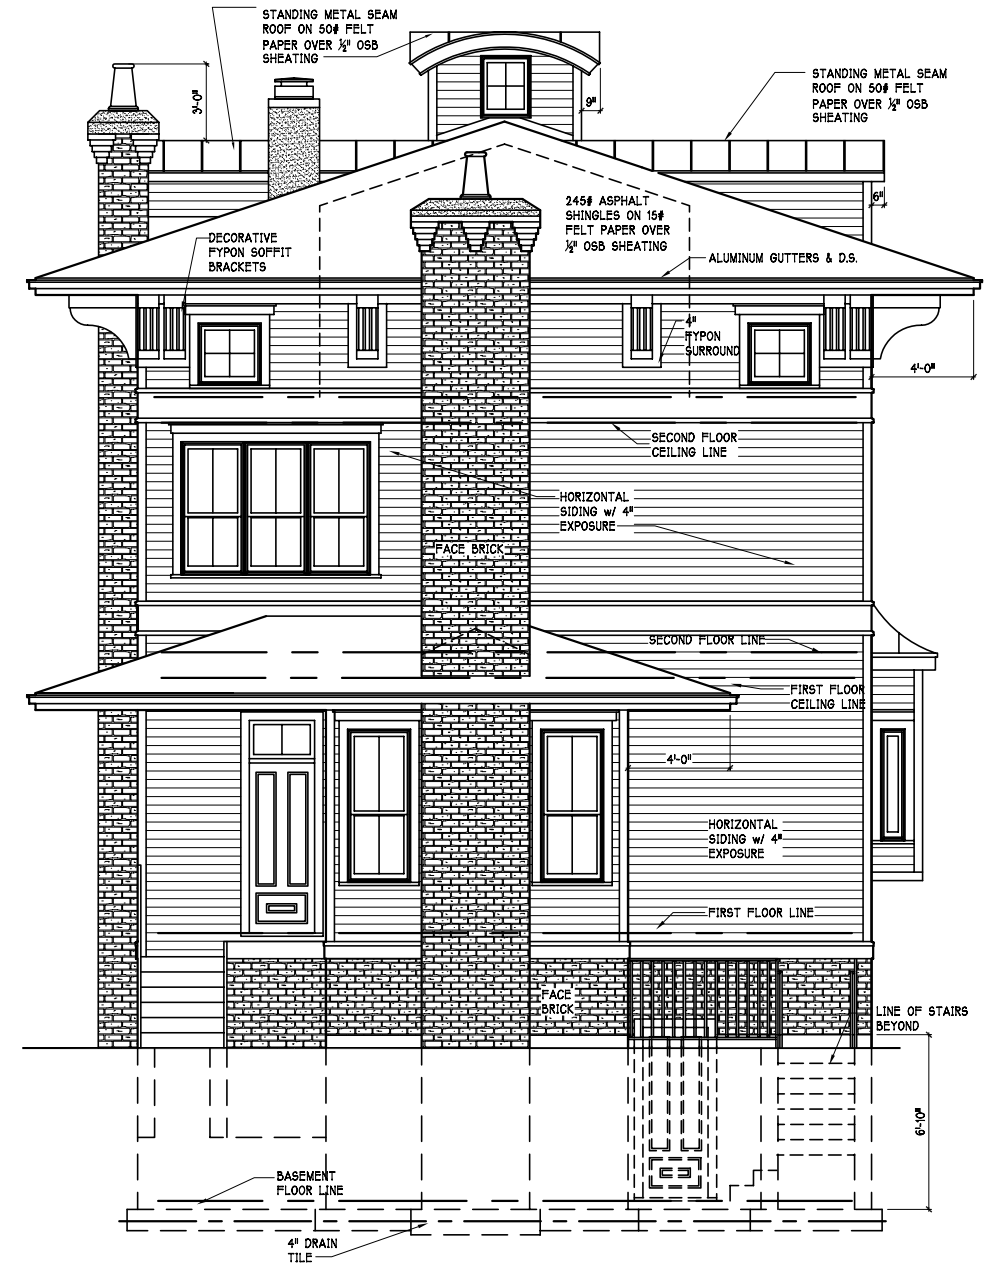 STANDING METAL SEAM
ROOF ON 50# FELT
PAPER OVER ½" OSB
SHEATING
3'-0"
9"
STANDING METAL SEAM
ROOF ON 50# FELT
PAPER OVER ½" OSB
SHEATING
6"
245# ASPHALT
SHINGLES ON 15#
FELT PAPER OVER
½" OSB SHEATING
DECORATIVE
FYPON SOFFIT
BRACKETS
ALUMINUM GUTTERS & D.S.
4"
FYPON
SURROUND
4'-0"
SECOND FLOOR
CEILING LINE
HORIZONTAL
SIDING w/ 4"
EXPOSURE
FACE BRICK
SECOND FLOOR LINE
FIRST FLOOR
CEILING LINE
4'-0"
HORIZONTAL
SIDING w/ 4"
EXPOSURE
FIRST FLOOR LINE
FACE
BRICK
LINE OF STAIRS
BEYOND
6'-10"
BASEMENT
FLOOR LINE
4" DRAIN
TILE